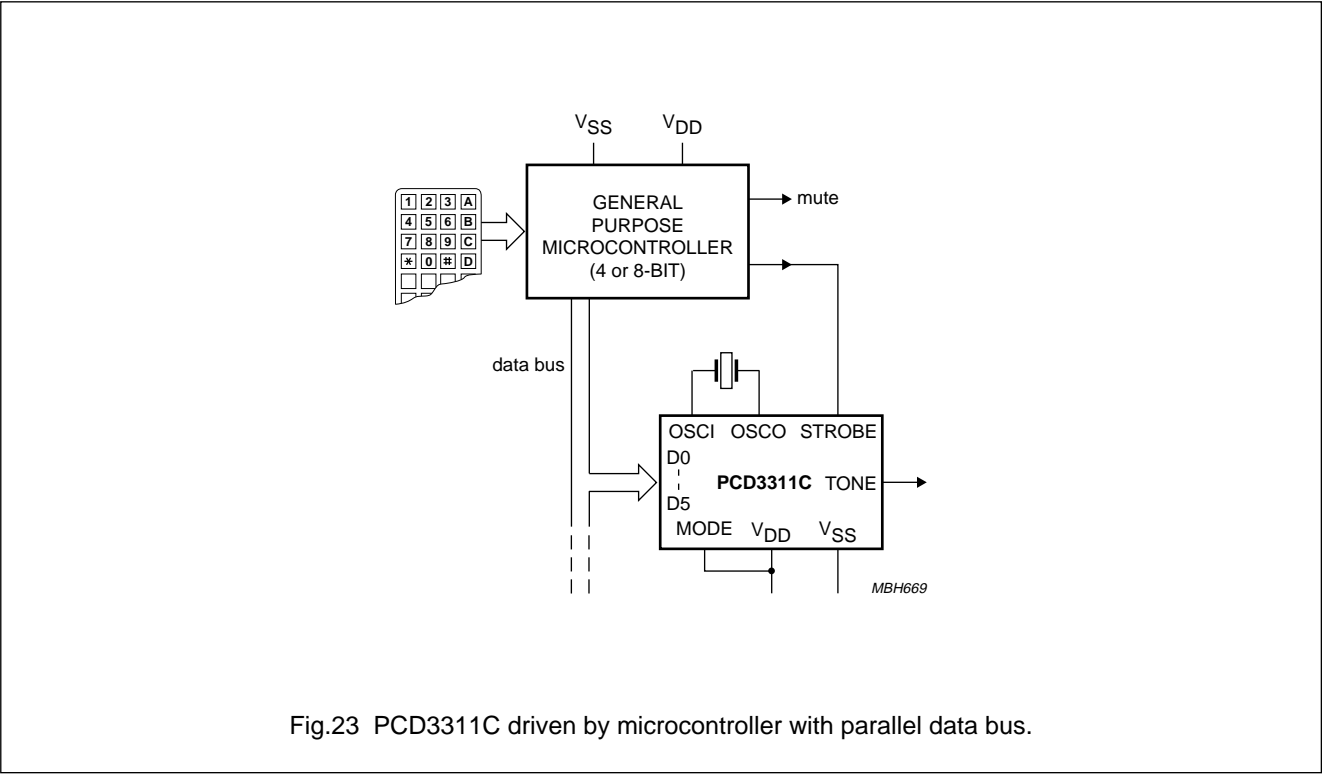 VSS VDD
1 2 3 A
4 5 6 B
7 8 9 C
* 0 # D
GENERAL
PURPOSE
MICROCONTROLLER
(4 or 8-BIT)
mute
data bus
OSCI OSCO STROBE
D0
PCD3311C TONE
D5
MODE VDD VSS
MBH669
Fig.23 PCD3311C driven by microcontroller with parallel data bus.